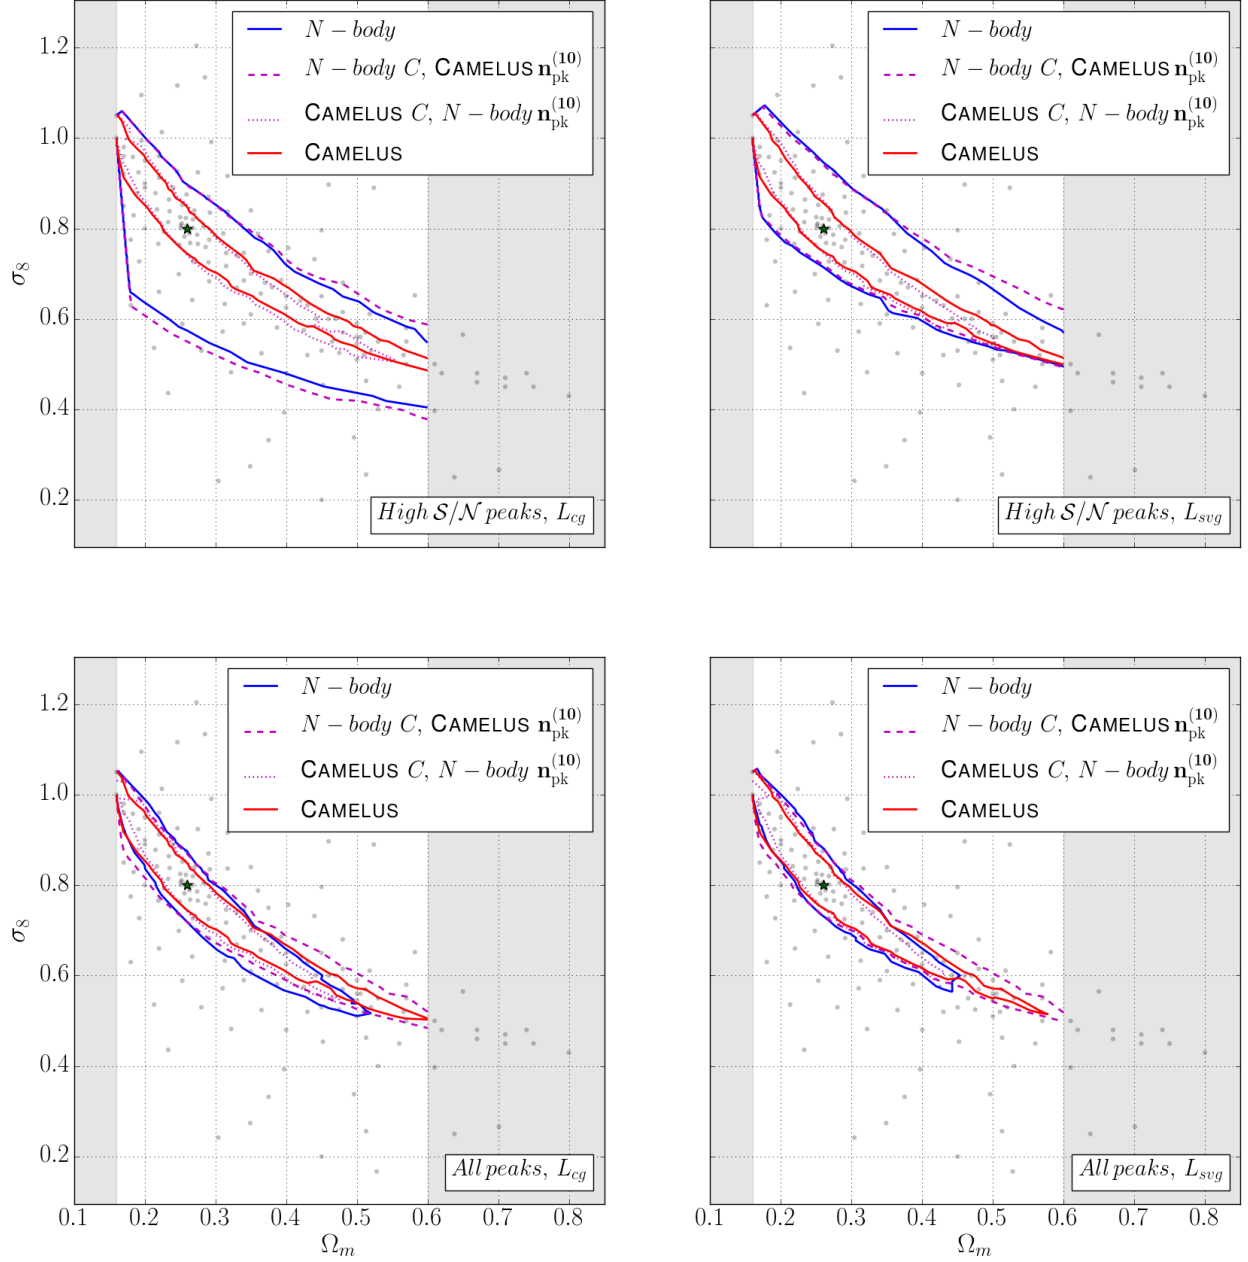 1.2
1.0
0.8
0.6
0.4
0.2
σ₈
N − body
N − body C, CAMELUS n_pk^(10)
CAMELUS C, N − body n_pk^(10)
CAMELUS
High S/N peaks, L_cg
N − body
N − body C, CAMELUS n_pk^(10)
CAMELUS C, N − body n_pk^(10)
CAMELUS
High S/N peaks, L_svg
1.2
1.0
0.8
0.6
0.4
0.2
σ₈
N − body
N − body C, CAMELUS n_pk^(10)
CAMELUS C, N − body n_pk^(10)
CAMELUS
All peaks, L_cg
0.1 0.2 0.3 0.4 0.5 0.6 0.7 0.8
Ω_m
N − body
N − body C, CAMELUS n_pk^(10)
CAMELUS C, N − body n_pk^(10)
CAMELUS
All peaks, L_svg
0.1 0.2 0.3 0.4 0.5 0.6 0.7 0.8
Ω_m